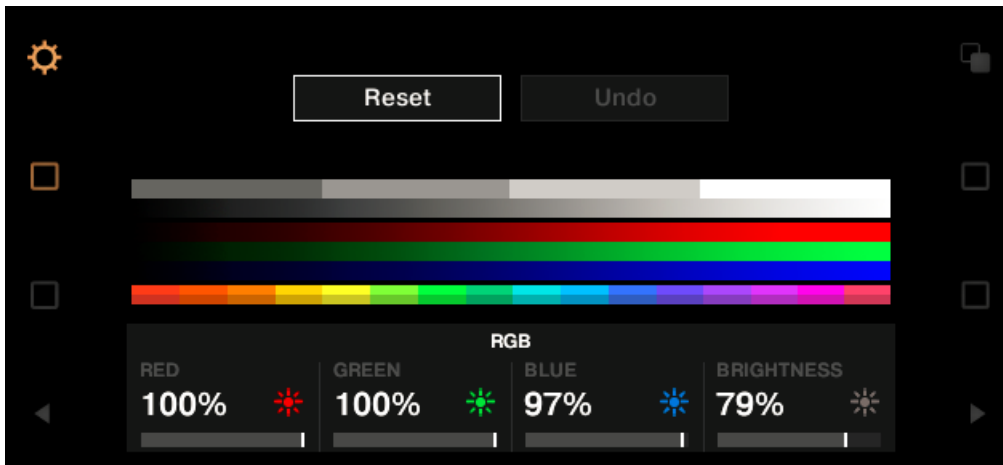 Reset Undo
RGB
RED GREEN BLUE BRIGHTNESS
100% 100% 97% 79%